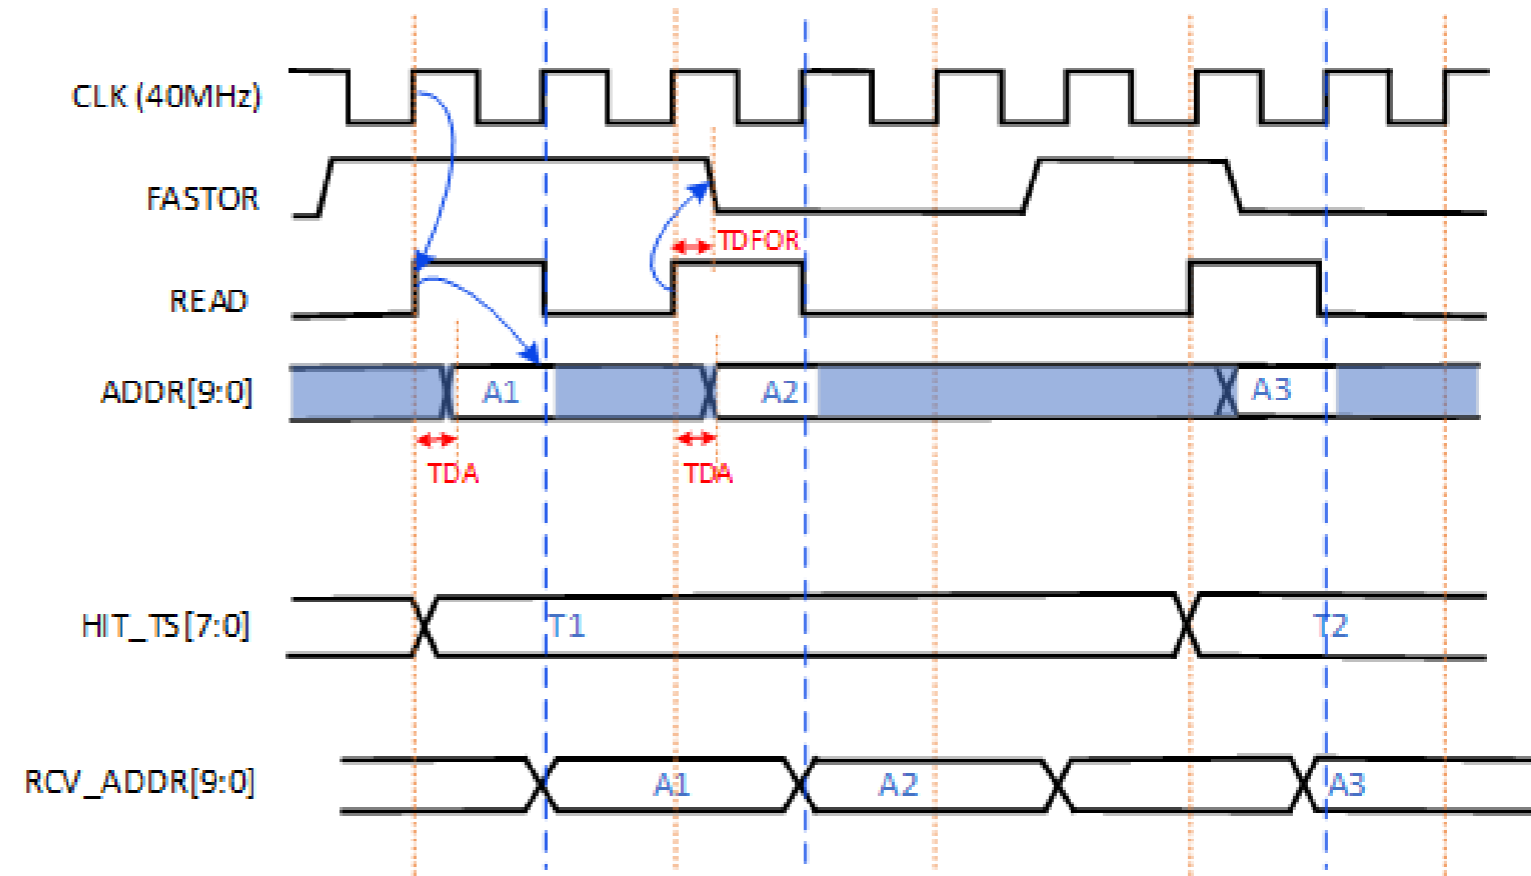 CLK (40MHz)
FASTOR
TDFOR
READ
ADDR[9:0]
A1
A2
A3
TDA
TDA
HIT_TS[7:0]
T1
T2
RCV_ADDR[9:0]
A1
A2
A3